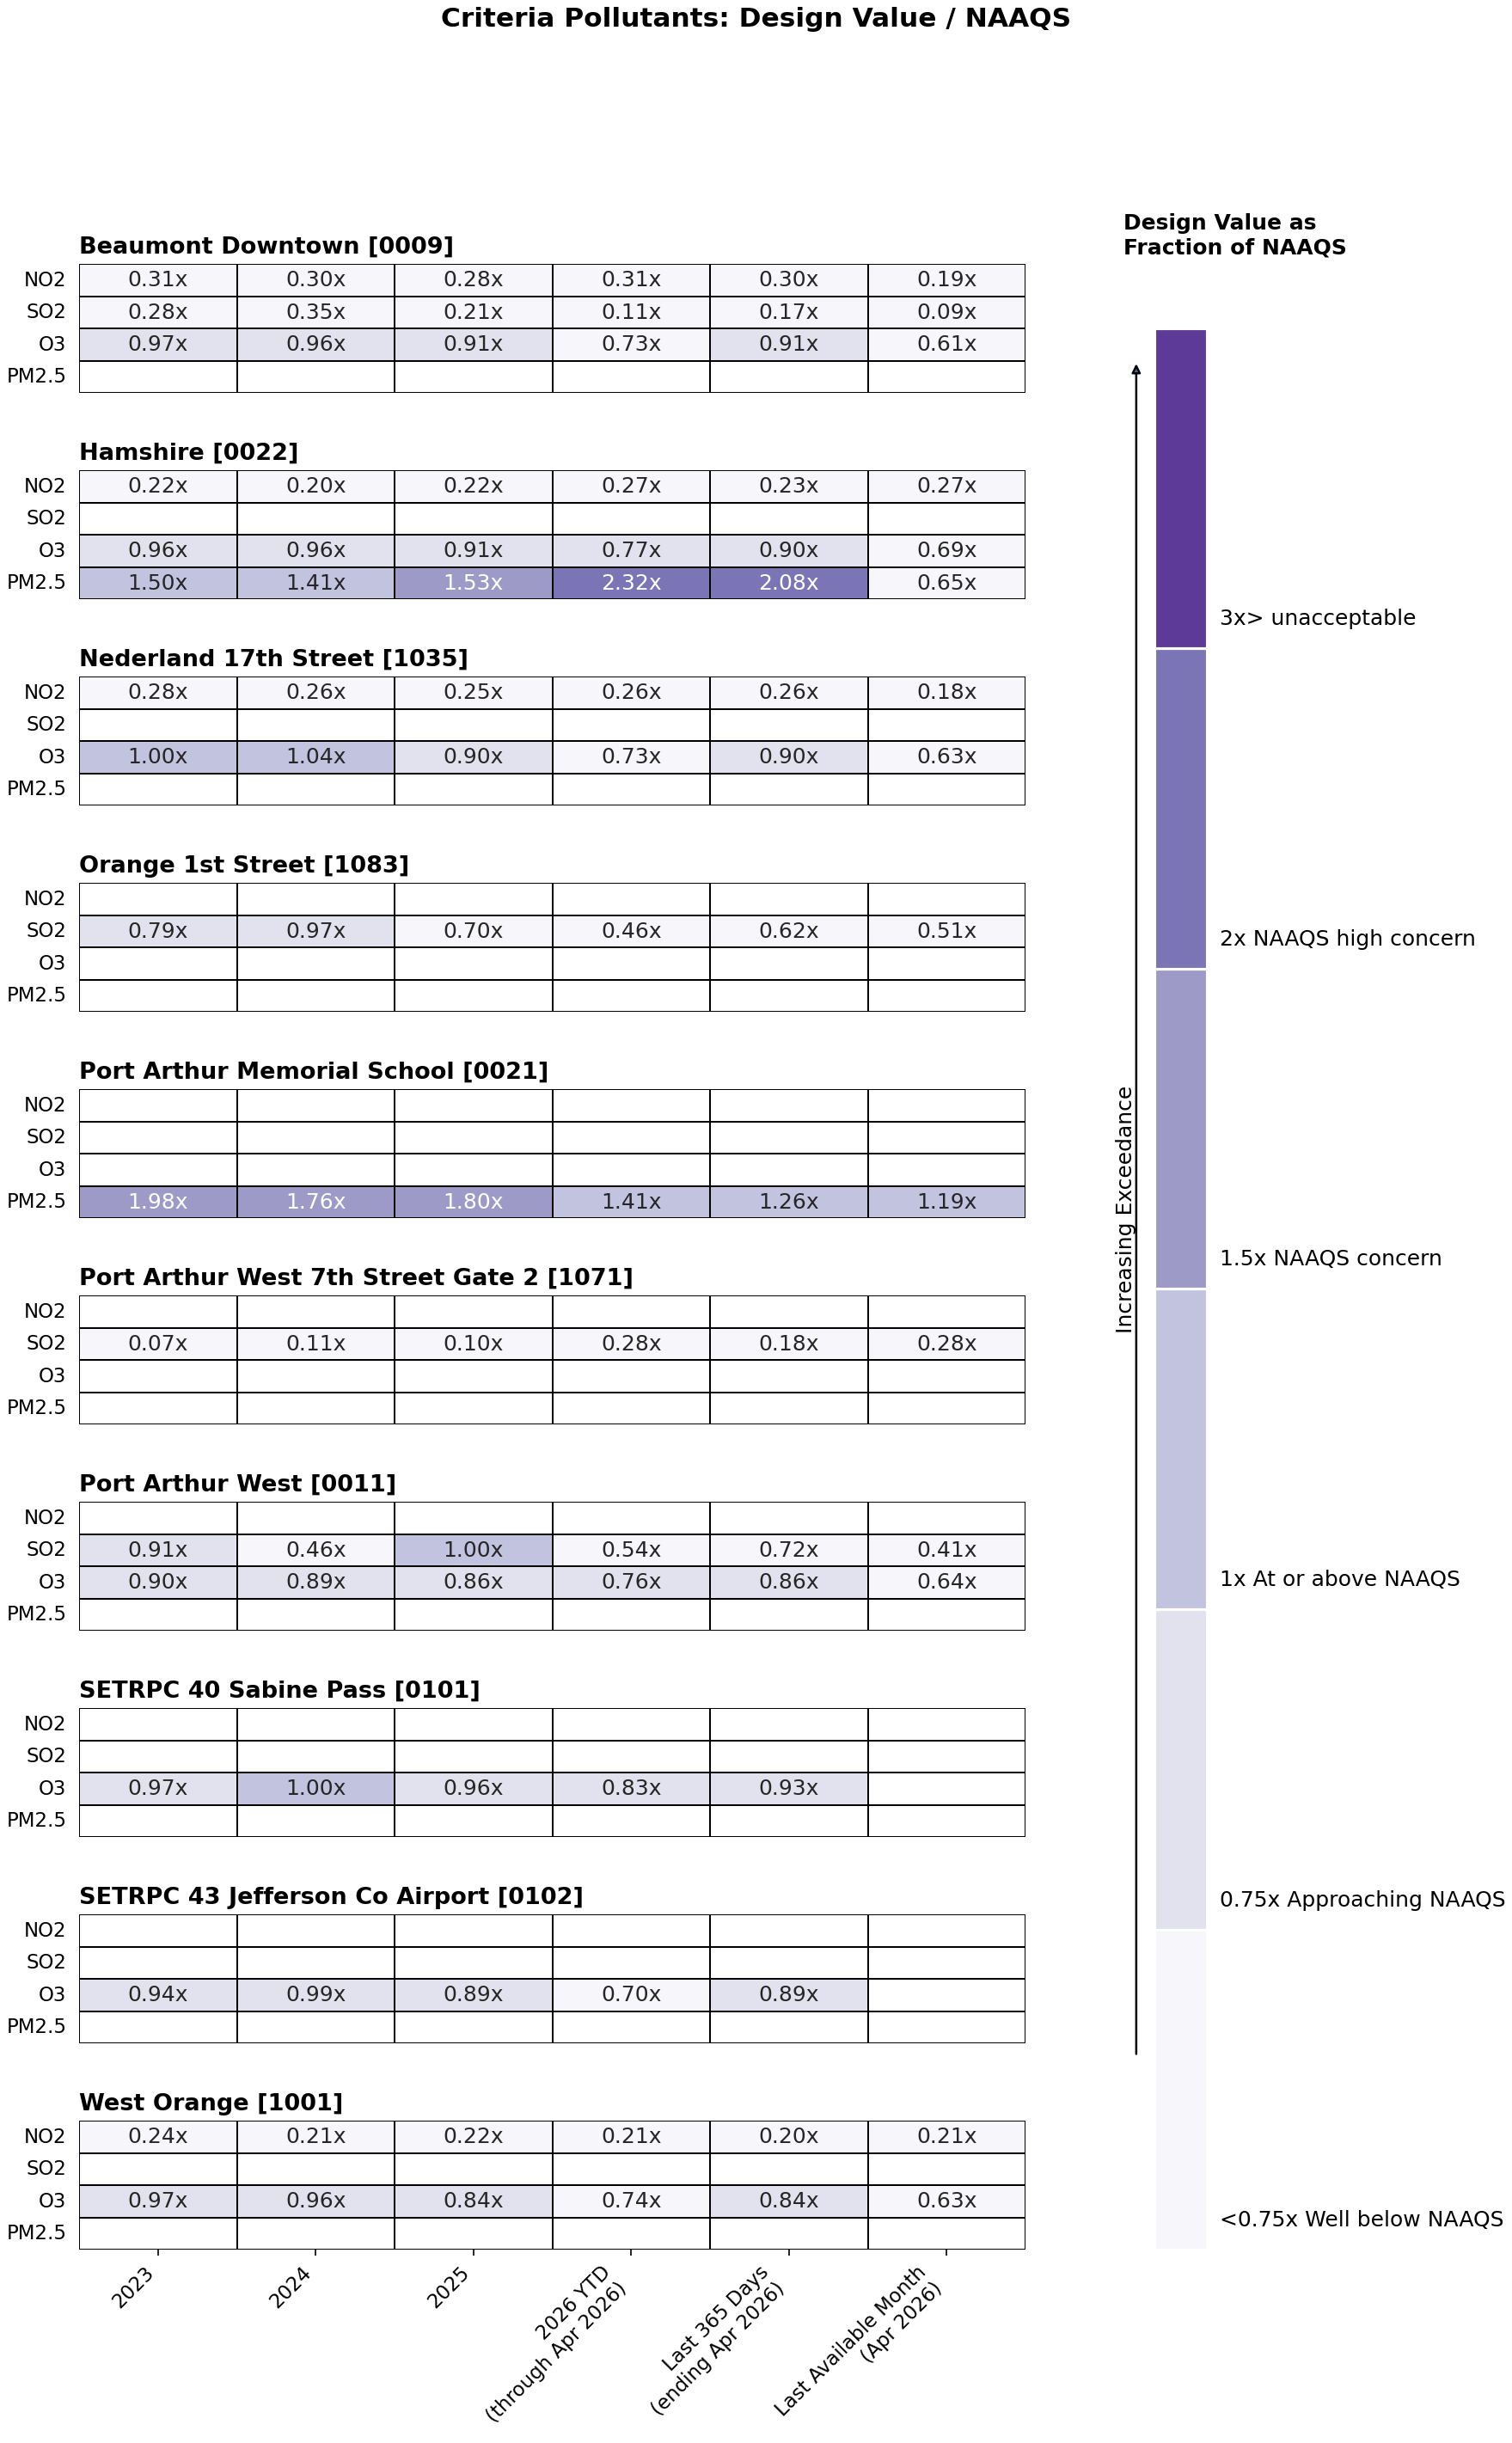 Criteria Pollutants: Design Value / NAAQS
Beaumont Downtown [0009]
NO2 0.31x 0.30x 0.28x 0.31x 0.30x 0.19x
SO2 0.28x 0.35x 0.21x 0.11x 0.17x 0.09x
O3 0.97x 0.96x 0.91x 0.73x 0.91x 0.61x
PM2.5
Hamshire [0022]
NO2 0.22x 0.20x 0.22x 0.27x 0.23x 0.27x
SO2
O3 0.96x 0.96x 0.91x 0.77x 0.90x 0.69x
PM2.5 1.50x 1.41x 1.53x 2.32x 2.08x 0.65x
Nederland 17th Street [1035]
NO2 0.28x 0.26x 0.25x 0.26x 0.26x 0.18x
SO2
O3 1.00x 1.04x 0.90x 0.73x 0.90x 0.63x
PM2.5
Orange 1st Street [1083]
NO2
SO2 0.79x 0.97x 0.70x 0.46x 0.62x 0.51x
O3
PM2.5
Port Arthur Memorial School [0021]
NO2
SO2
O3
PM2.5 1.98x 1.76x 1.80x 1.41x 1.26x 1.19x
Port Arthur West 7th Street Gate 2 [1071]
NO2
SO2 0.07x 0.11x 0.10x 0.28x 0.18x 0.28x
O3
PM2.5
Port Arthur West [0011]
NO2
SO2 0.91x 0.46x 1.00x 0.54x 0.72x 0.41x
O3 0.90x 0.89x 0.86x 0.76x 0.86x 0.64x
PM2.5
SETRPC 40 Sabine Pass [0101]
NO2
SO2
O3 0.97x 1.00x 0.96x 0.83x 0.93x
PM2.5
SETRPC 43 Jefferson Co Airport [0102]
NO2
SO2
O3 0.94x 0.99x 0.89x 0.70x 0.89x
PM2.5
West Orange [1001]
NO2 0.24x 0.21x 0.22x 0.21x 0.20x 0.21x
SO2
O3 0.97x 0.96x 0.84x 0.74x 0.84x 0.63x
PM2.5
2023
2024
2025
2026 YTD
(through Apr 2026)
Last 365 Days
(ending Apr 2026)
Last Available Month
(Apr 2026)
Design Value as
Fraction of NAAQS
Increasing Exceedance
3x> unacceptable
2x NAAQS high concern
1.5x NAAQS concern
1x At or above NAAQS
0.75x Approaching NAAQS
<0.75x Well below NAAQS